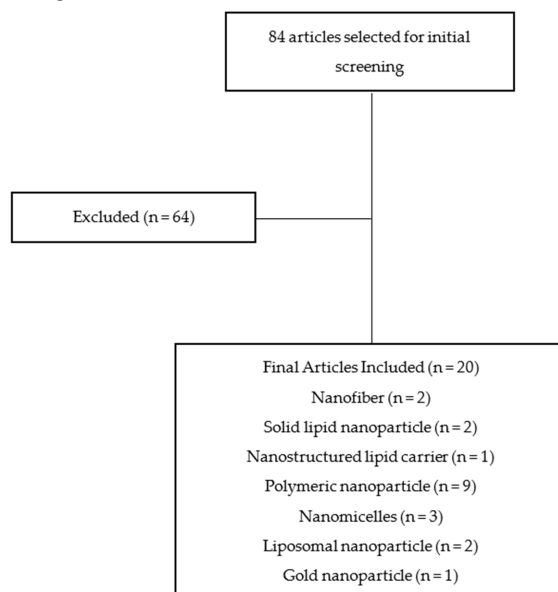 84 articles selected for initial
screening
Excluded (n = 64)
Final Articles Included (n = 20)
Nanofiber (n = 2)
Solid lipid nanoparticle (n = 2)
Nanostructured lipid carrier (n = 1)
Polymeric nanoparticle (n = 9)
Nanomicelles (n = 3)
Liposomal nanoparticle (n = 2)
Gold nanoparticle (n = 1)